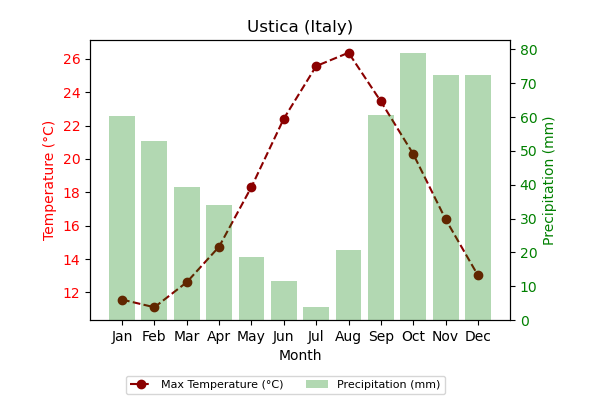 Ustica (Italy)
Temperature (°C)
26
24
22
20
18
16
14
12
80
70
60
50
40
30
20
10
0
Precipitation (mm)
Jan Feb Mar Apr May Jun Jul Aug Sep Oct Nov Dec
Month
Max Temperature (°C) Precipitation (mm)